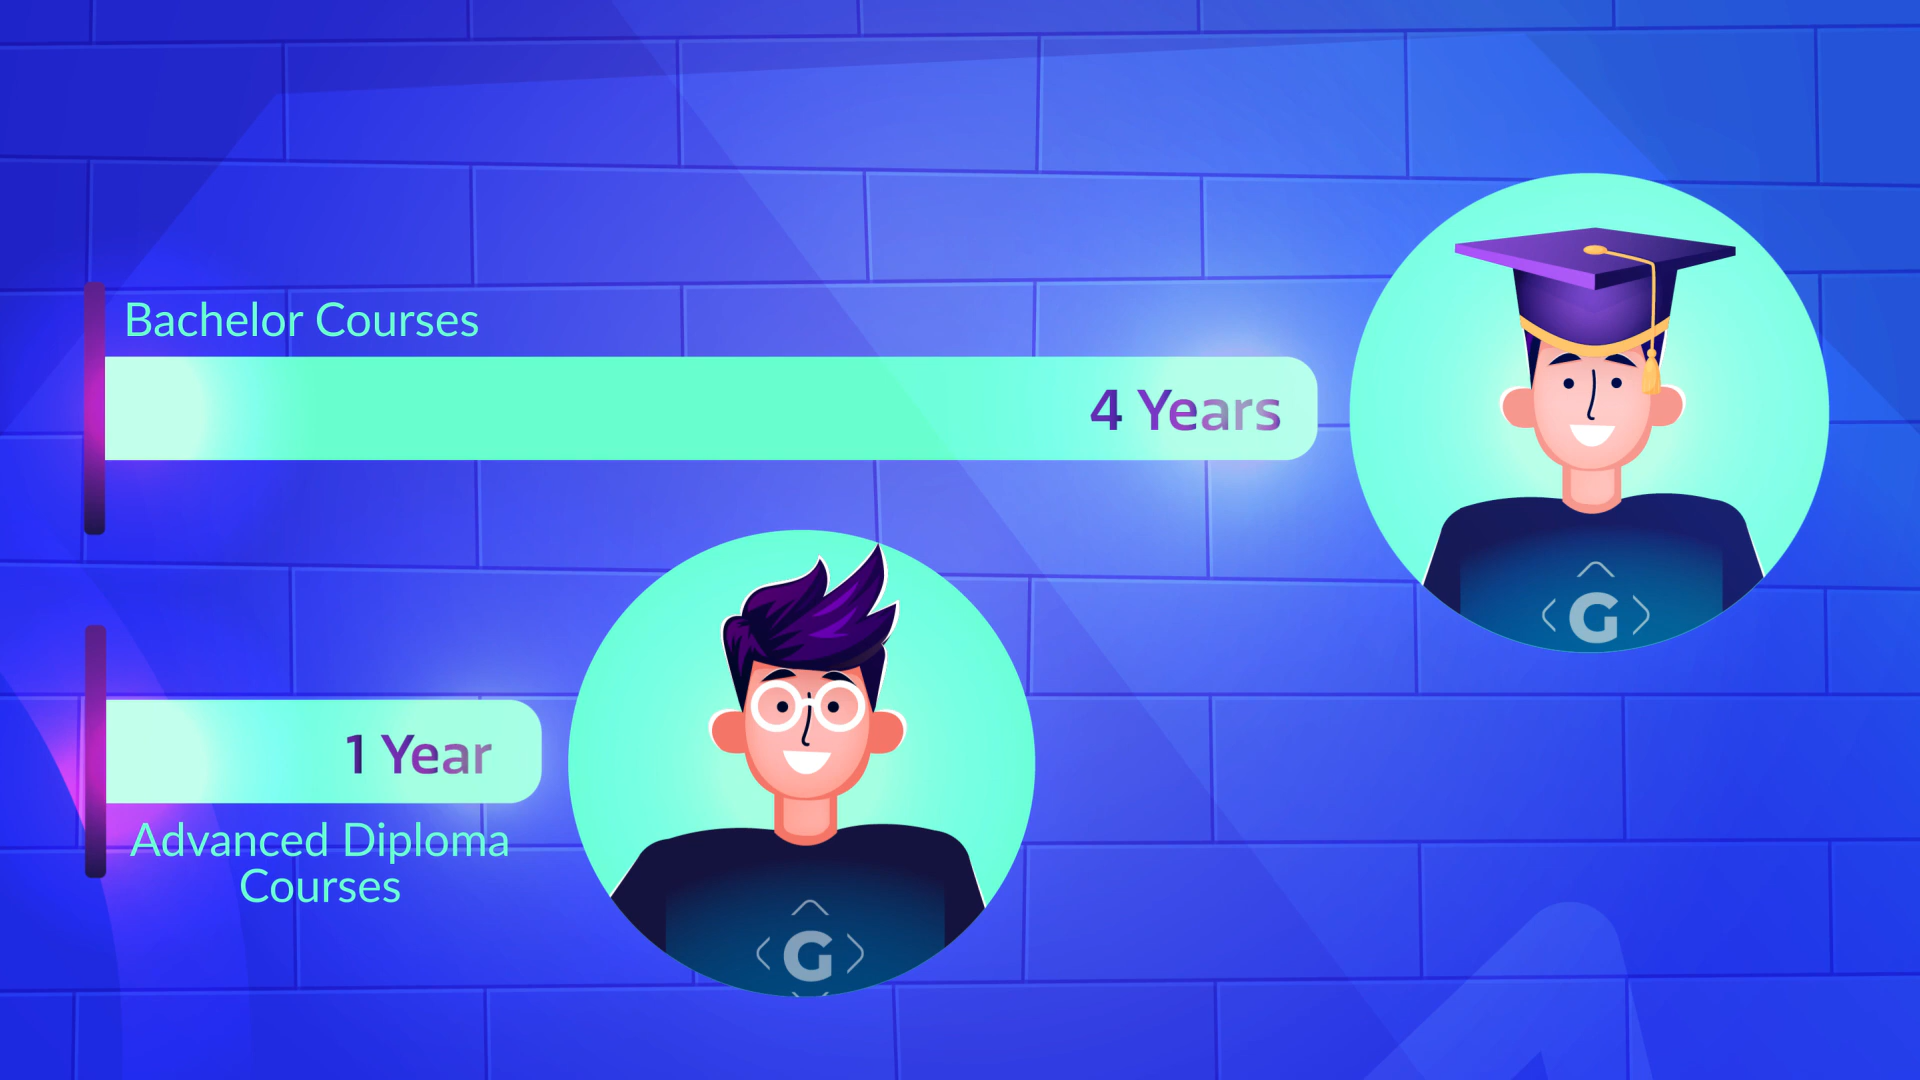 Bachelor Courses
4 Years
G
1 Year
Advanced Diploma
Courses
G